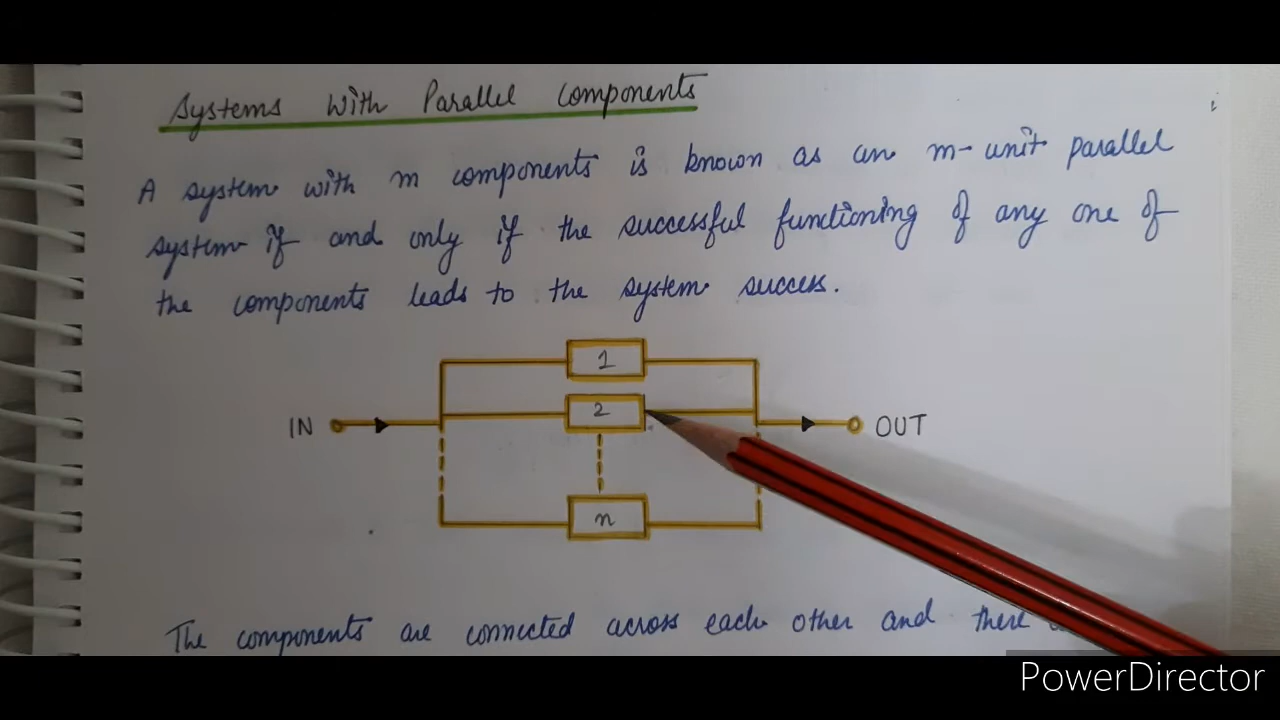 Systems With Parallel Components
A system with m components is known as an m-unit parallel
system if and only if the successful functioning of any one of
the components leads to the system success.
1
2
IN
OUT
n
The components are connected across each other and there
PowerDirector